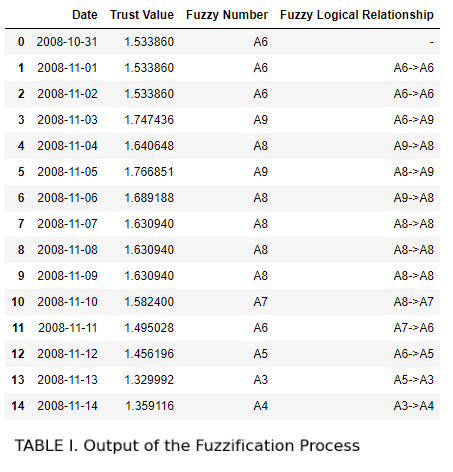 Date Trust Value Fuzzy Number Fuzzy Logical Relationship
0 2008-10-31 1.533860 A6 -
1 2008-11-01 1.533860 A6 A6->A6
2 2008-11-02 1.533860 A6 A6->A6
3 2008-11-03 1.747436 A9 A6->A9
4 2008-11-04 1.640648 A8 A9->A8
5 2008-11-05 1.766851 A9 A8->A9
6 2008-11-06 1.689188 A8 A9->A8
7 2008-11-07 1.630940 A8 A8->A8
8 2008-11-08 1.630940 A8 A8->A8
9 2008-11-09 1.630940 A8 A8->A8
10 2008-11-10 1.582400 A7 A8->A7
11 2008-11-11 1.495028 A6 A7->A6
12 2008-11-12 1.456196 A5 A6->A5
13 2008-11-13 1.329992 A3 A5->A3
14 2008-11-14 1.359116 A4 A3->A4
TABLE I. Output of the Fuzzification Process